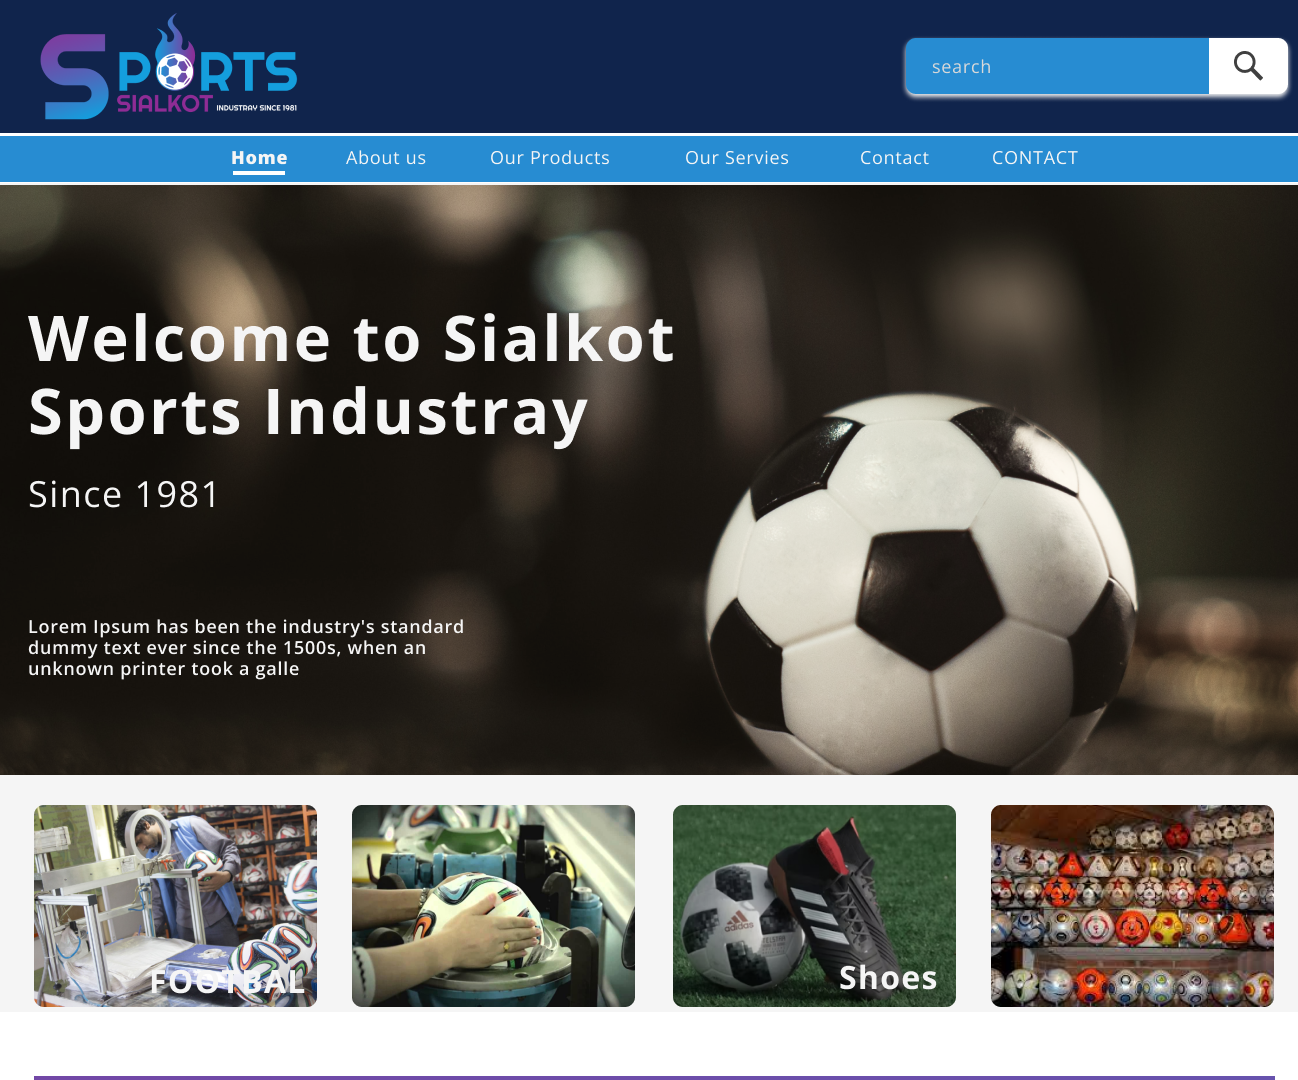 SPORTS
SIALKOT INDUSTRAY SINCE 1981
search
Home About us Our Products Our Servies Contact CONTACT
Welcome to Sialkot
Sports Industray
Since 1981
Lorem Ipsum has been the industry's standard
dummy text ever since the 1500s, when an
unknown printer took a galle
adidas
FOOTBAL
Shoes